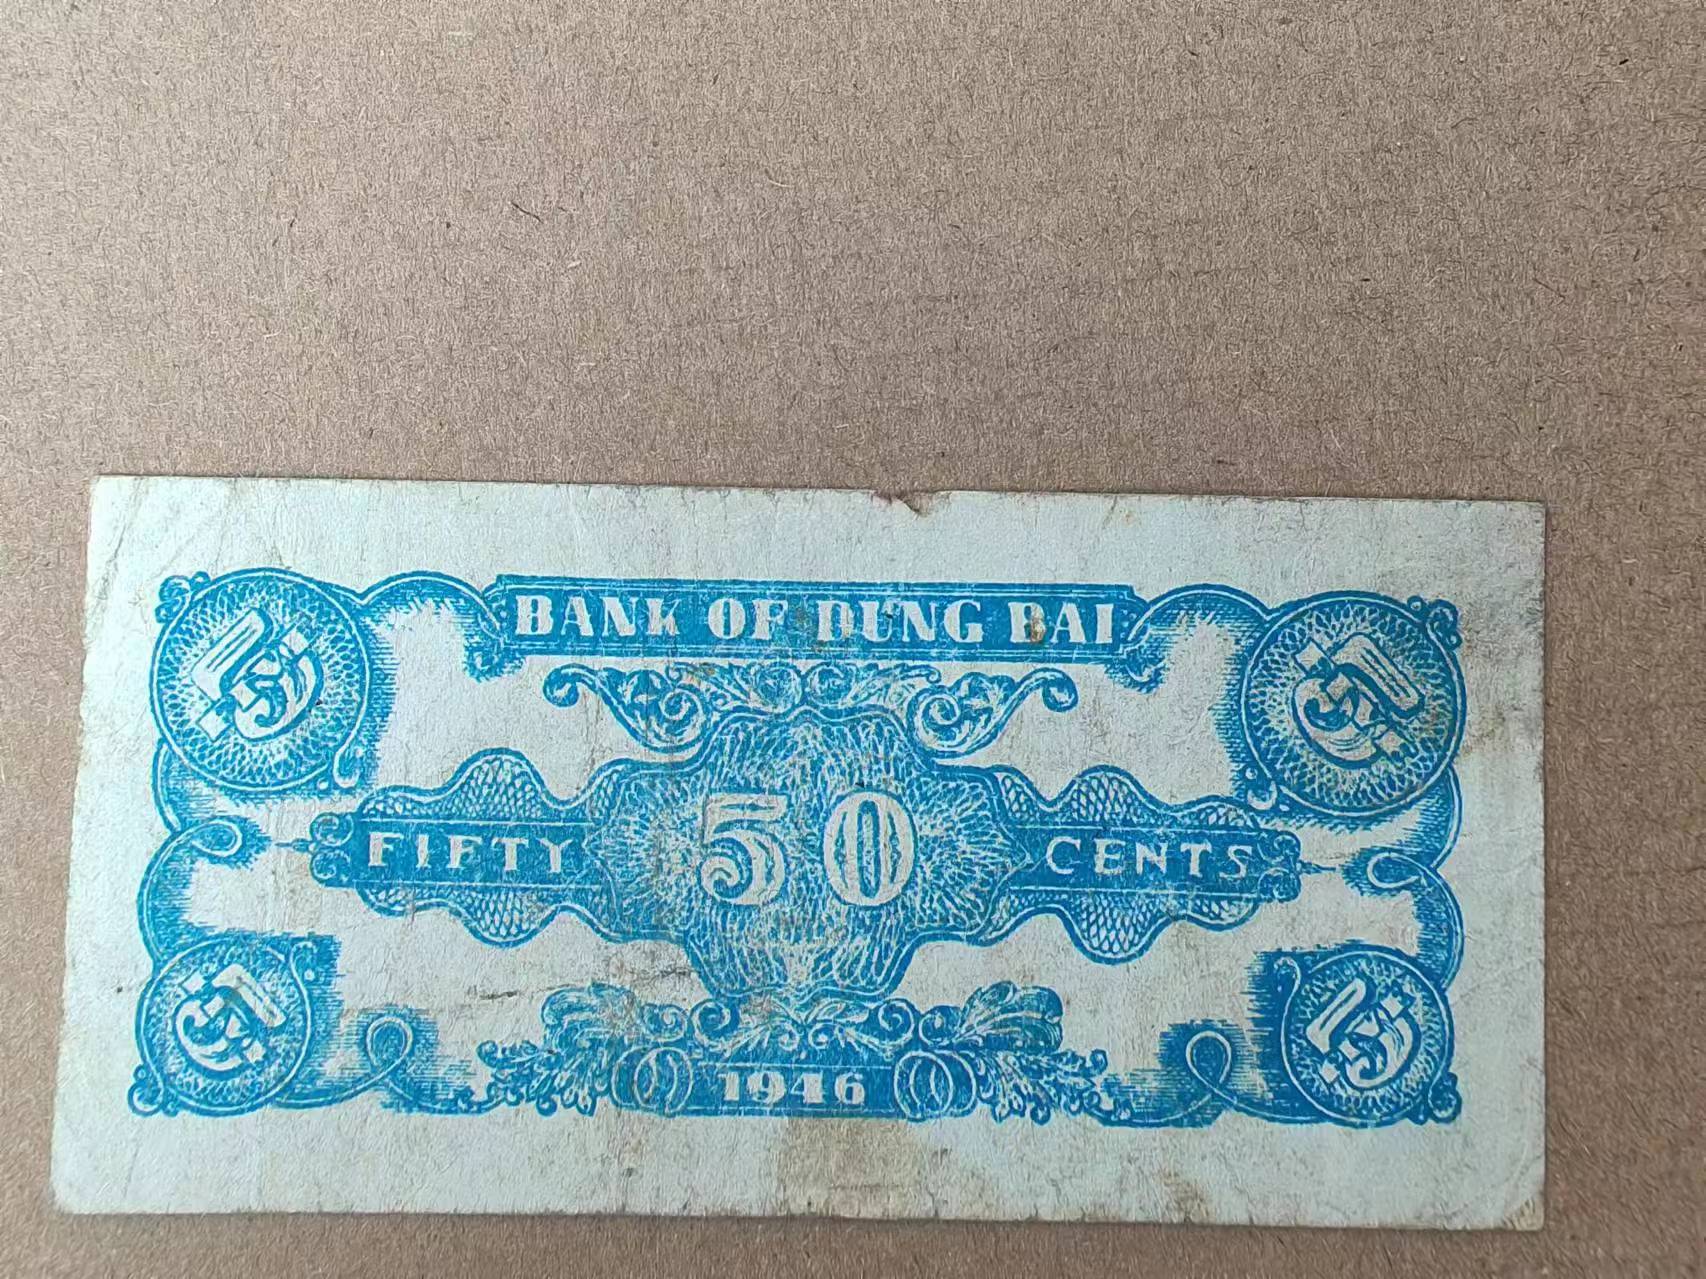 BANK OF DUNG BAI
FIFTY 50 CENTS
1946